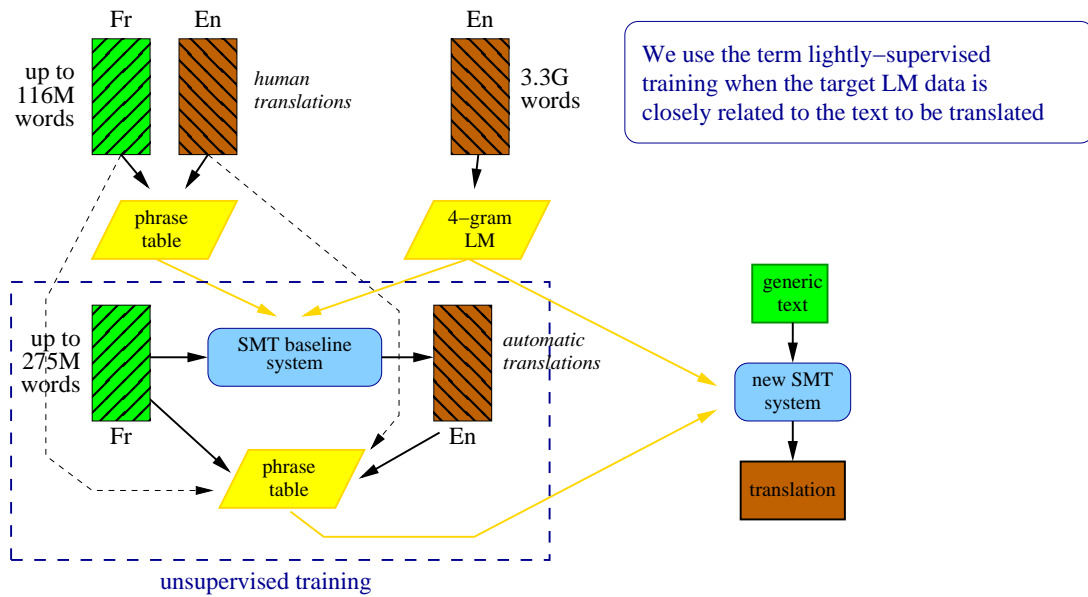 Fr
En
En
up to
116M
words
human
translations
3.3G
words
We use the term lightly−supervised
training when the target LM data is
closely related to the text to be translated
phrase
table
4−gram
LM
generic
text
up to
275M
words
SMT baseline
system
automatic
translations
new SMT
system
Fr
En
phrase
table
translation
unsupervised training